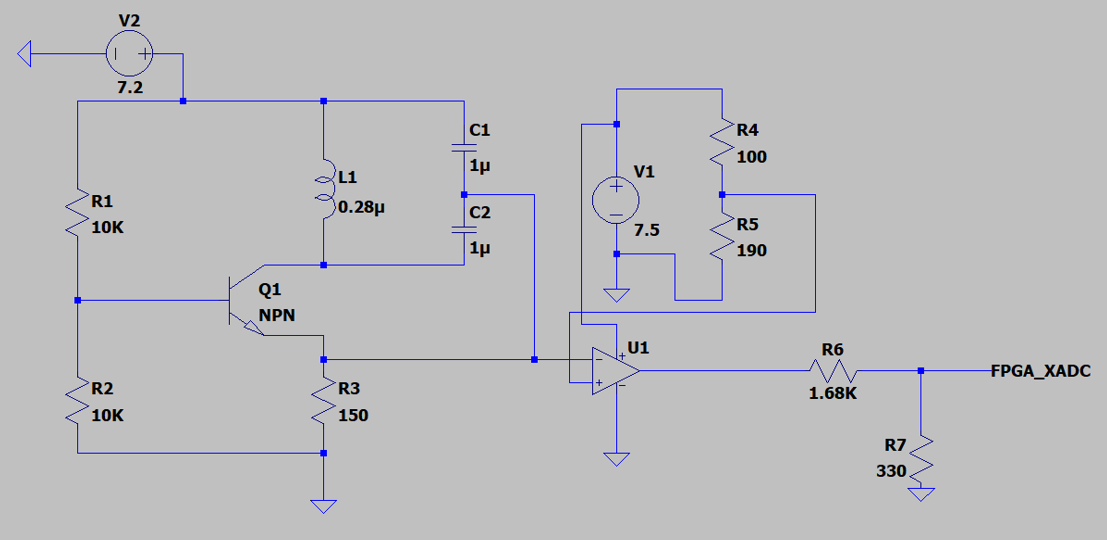 V2
7.2
R1
10K
L1
0.28µ
C1
1µ
C2
1µ
Q1
NPN
R2
10K
R3
150
V1
7.5
R4
100
R5
190
U1
R6
1.68K
FPGA_XADC
R7
330